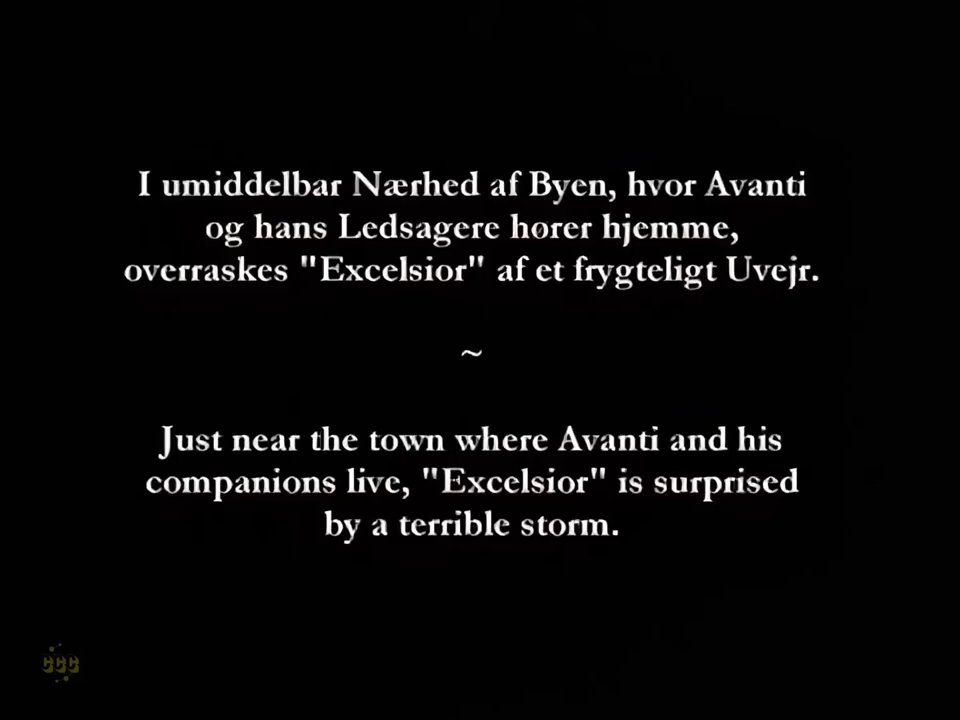 I umiddelbar Nærhed af Byen, hvor Avanti
og hans Ledsagere hører hjemme,
overraskes "Excelsior" af et frygteligt Uvejr.
~
Just near the town where Avanti and his
companions live, "Excelsior" is surprised
by a terrible storm.
CCC